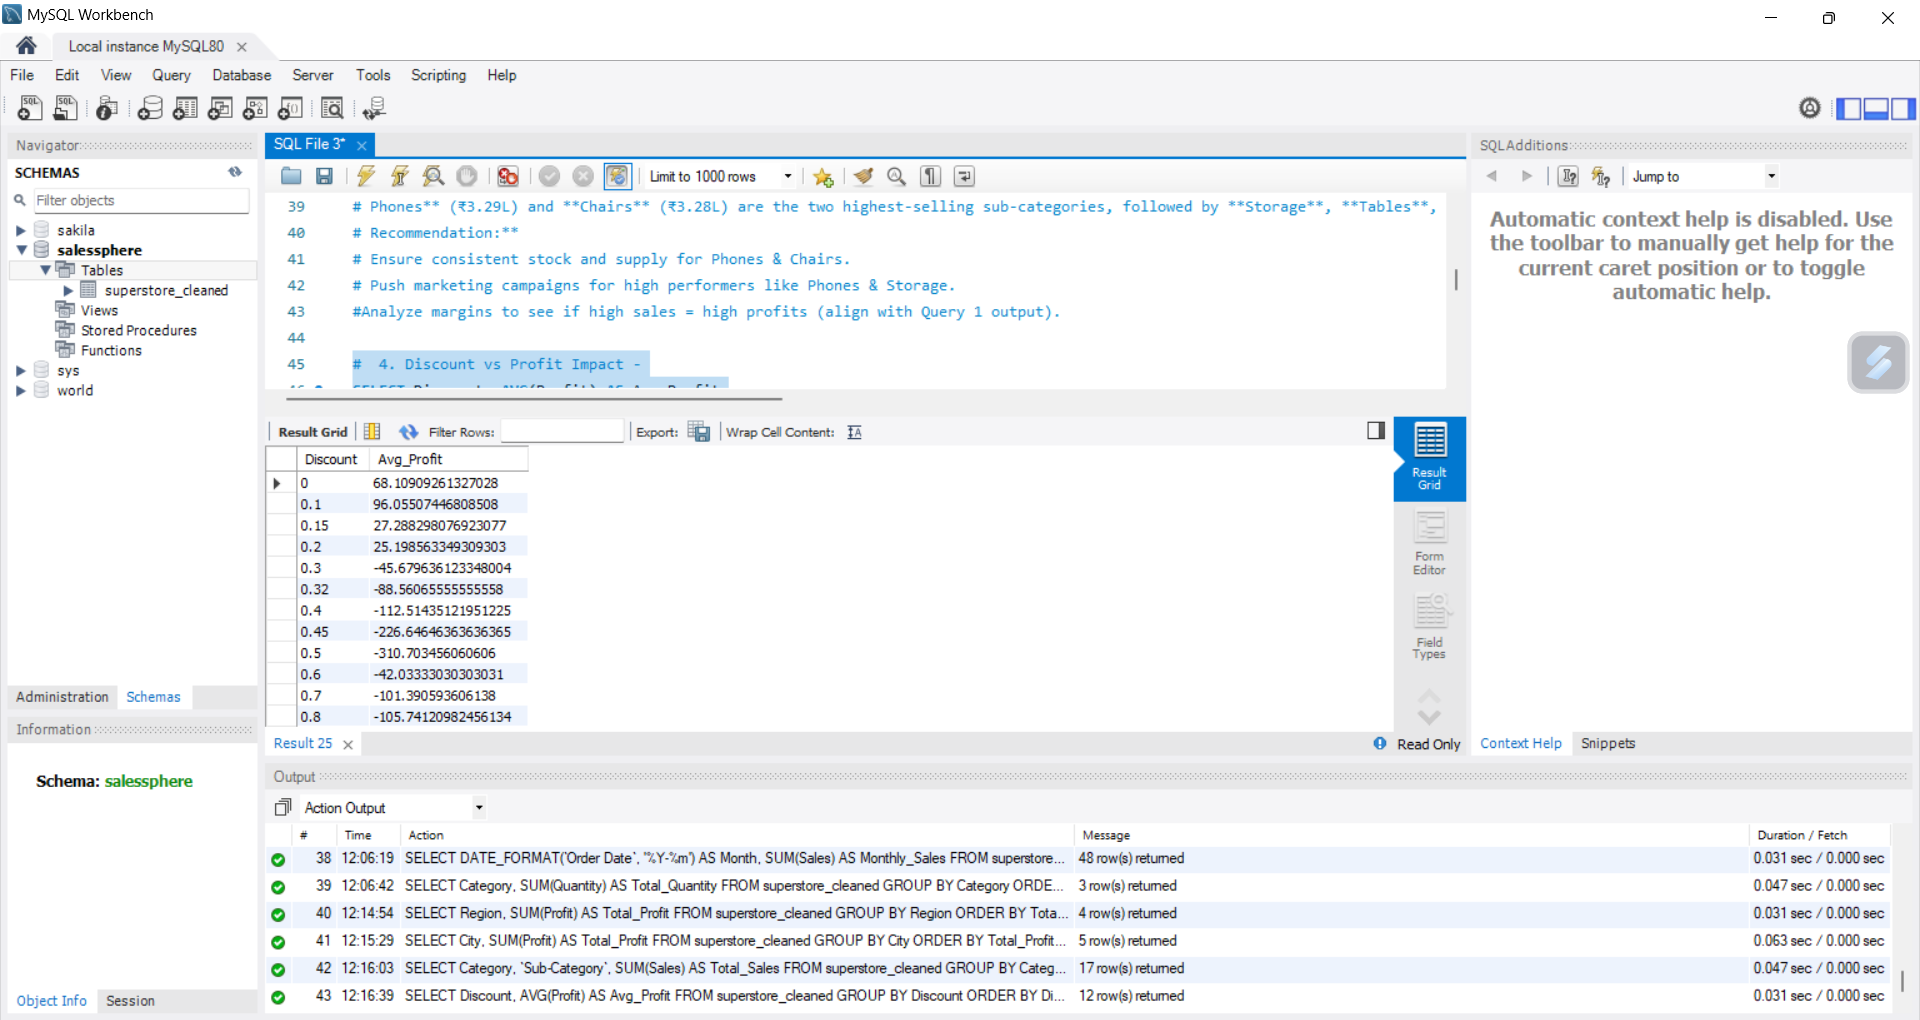 MySQL Workbench
Local instance MySQL80
File Edit View Query Database Server Tools Scripting Help
Navigator
SCHEMAS
Filter objects
sakila
salessphere
Tables
superstore_cleaned
Views
Stored Procedures
Functions
sys
world
Administration Schemas
Information
Schema: salessphere
Object Info Session
SQL File 3*
Limit to 1000 rows
39 # Phones** (₹3.29L) and **Chairs** (₹3.28L) are the two highest-selling sub-categories, followed by **Storage**, **Tables**,
40 # Recommendation:**
41 # Ensure consistent stock and supply for Phones & Chairs.
42 # Push marketing campaigns for high performers like Phones & Storage.
43 #Analyze margins to see if high sales = high profits (align with Query 1 output).
44
45 # 4. Discount vs Profit Impact -
Result Grid Filter Rows: Export: Wrap Cell Content:
Discount Avg_Profit
0 68.10909261327028
0.1 96.05507446808508
0.15 27.288298076923077
0.2 25.198563349309303
0.3 -45.679636123348004
0.32 -88.56065555555558
0.4 -112.51435121951225
0.45 -226.64646363636365
0.5 -310.703456060606
0.6 -42.03333030303031
0.7 -101.390593606138
0.8 -105.74120982456134
Result
Grid
Form
Editor
Field
Types
Result 25
Read Only
SQLAdditions
Jump to
Automatic context help is disabled. Use
the toolbar to manually get help for the
current caret position or to toggle
automatic help.
Context Help Snippets
Output
Action Output
# Time Action Message Duration / Fetch
38 12:06:19 SELECT DATE_FORMAT(`Order Date`, '%Y-%m') AS Month, SUM(Sales) AS Monthly_Sales FROM superstore... 48 row(s) returned 0.031 sec / 0.000 sec
39 12:06:42 SELECT Category, SUM(Quantity) AS Total_Quantity FROM superstore_cleaned GROUP BY Category ORDE... 3 row(s) returned 0.047 sec / 0.000 sec
40 12:14:54 SELECT Region, SUM(Profit) AS Total_Profit FROM superstore_cleaned GROUP BY Region ORDER BY Tota... 4 row(s) returned 0.031 sec / 0.000 sec
41 12:15:29 SELECT City, SUM(Profit) AS Total_Profit FROM superstore_cleaned GROUP BY City ORDER BY Total_Profit... 5 row(s) returned 0.063 sec / 0.000 sec
42 12:16:03 SELECT Category, `Sub-Category`, SUM(Sales) AS Total_Sales FROM superstore_cleaned GROUP BY Categ... 17 row(s) returned 0.047 sec / 0.000 sec
43 12:16:39 SELECT Discount, AVG(Profit) AS Avg_Profit FROM superstore_cleaned GROUP BY Discount ORDER BY Di... 12 row(s) returned 0.031 sec / 0.000 sec